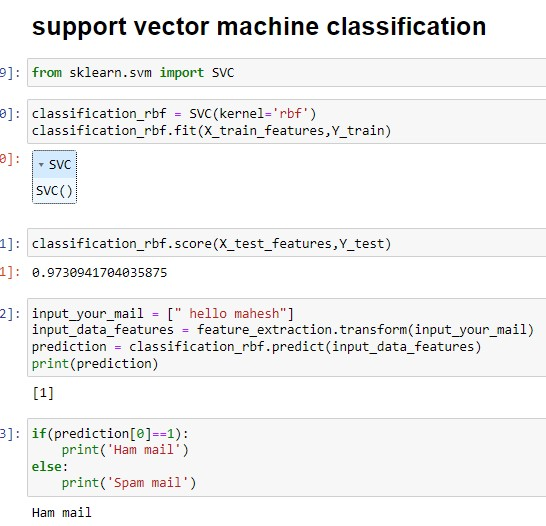 support vector machine classification
9]: from sklearn.svm import SVC
0]: classification_rbf = SVC(kernel='rbf')
classification_rbf.fit(X_train_features,Y_train)
0]: ▾ SVC
SVC()
1]: classification_rbf.score(X_test_features,Y_test)
1]: 0.9730941704035875
2]: input_your_mail = [" hello mahesh"]
input_data_features = feature_extraction.transform(input_your_mail)
prediction = classification_rbf.predict(input_data_features)
print(prediction)
[1]
3]: if(prediction[0]==1):
    print('Ham mail')
else:
    print('Spam mail')
Ham mail